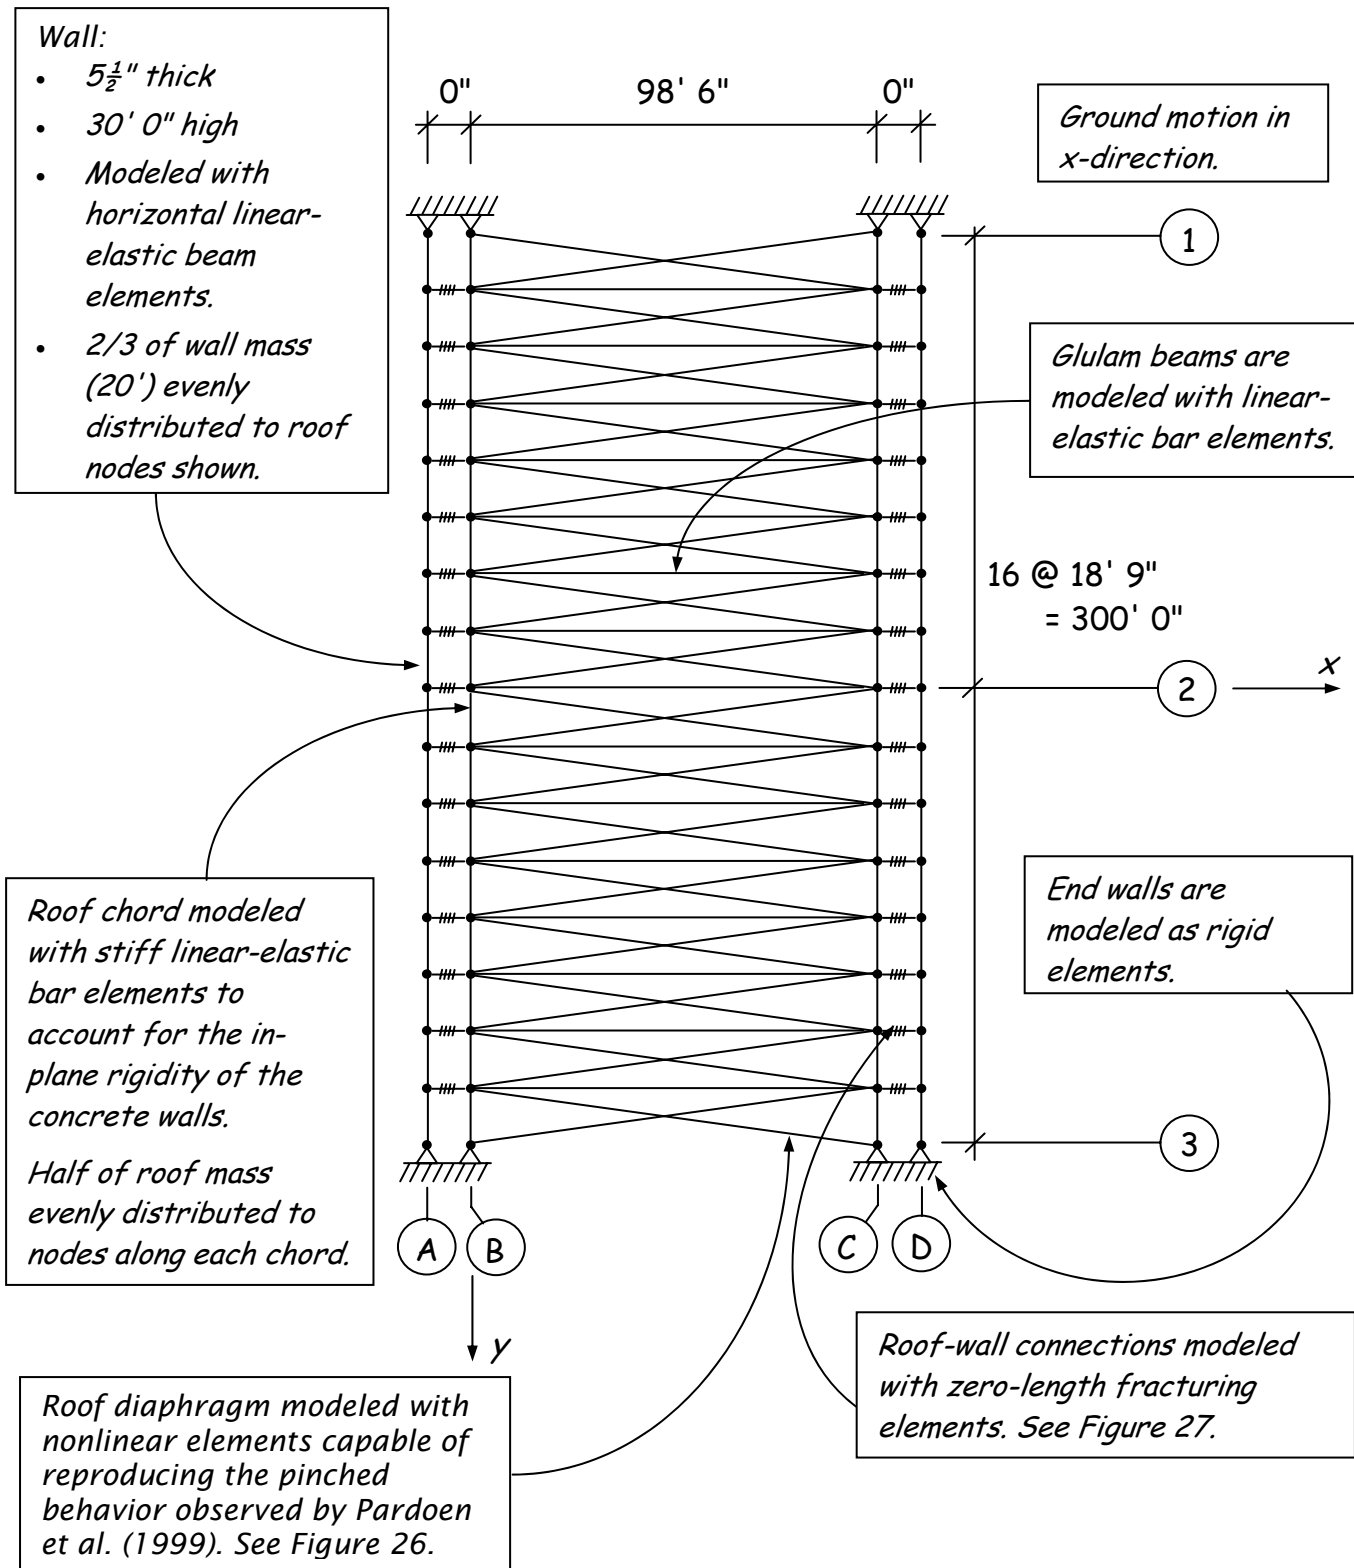 Wall:
• 5½" thick
• 30' 0" high
• Modeled with
horizontal linear-
elastic beam
elements.
• 2/3 of wall mass
(20') evenly
distributed to roof
nodes shown.
0"
98' 6"
0"
Ground motion in
x-direction.
1
Glulam beams are
modeled with linear-
elastic bar elements.
16 @ 18' 9"
= 300' 0"
x
2
Roof chord modeled
with stiff linear-elastic
bar elements to
account for the in-
plane rigidity of the
concrete walls.
Half of roof mass
evenly distributed to
nodes along each chord.
End walls are
modeled as rigid
elements.
3
A
B
C
D
y
Roof-wall connections modeled
with zero-length fracturing
elements. See Figure 27.
Roof diaphragm modeled with
nonlinear elements capable of
reproducing the pinched
behavior observed by Pardoen
et al. (1999). See Figure 26.